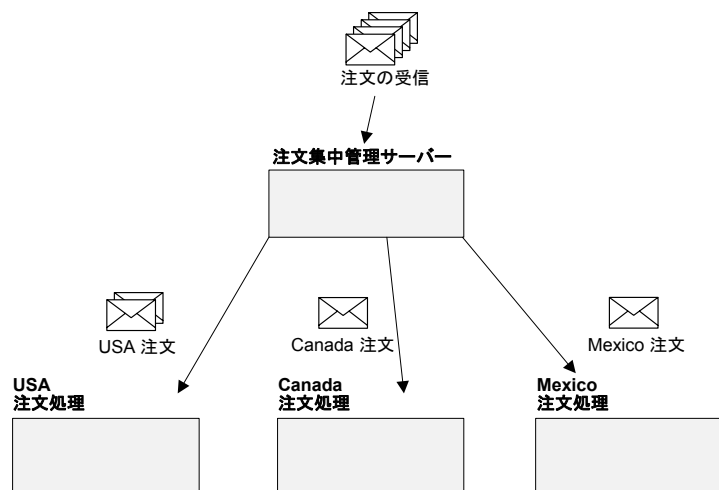 注文の受信
注文集中管理サーバー
USA 注文
Canada 注文
Mexico 注文
USA
注文処理
Canada
注文処理
Mexico
注文処理